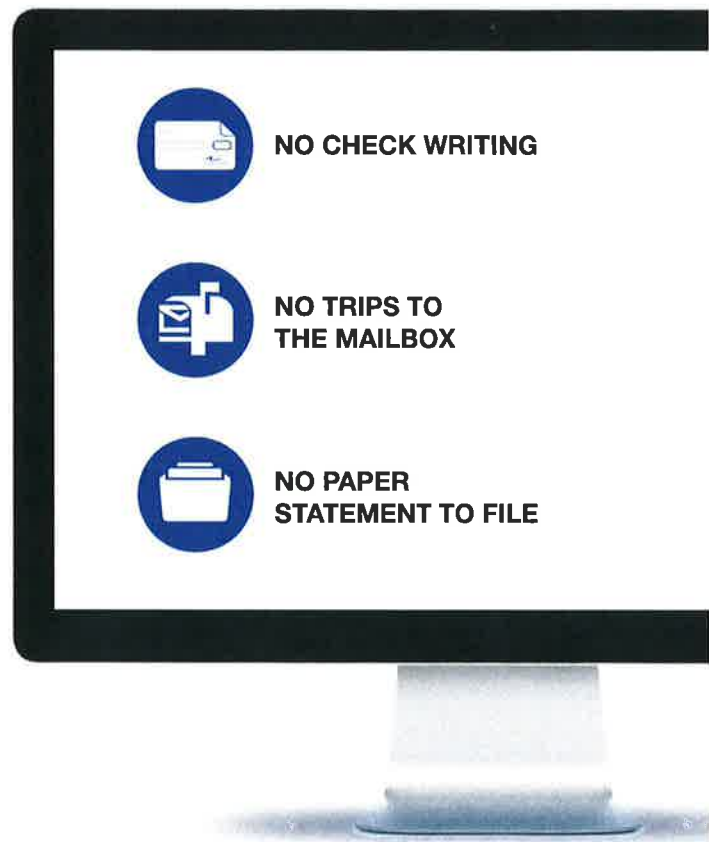 NO CHECK WRITING
NO TRIPS TO
THE MAILBOX
NO PAPER
STATEMENT TO FILE